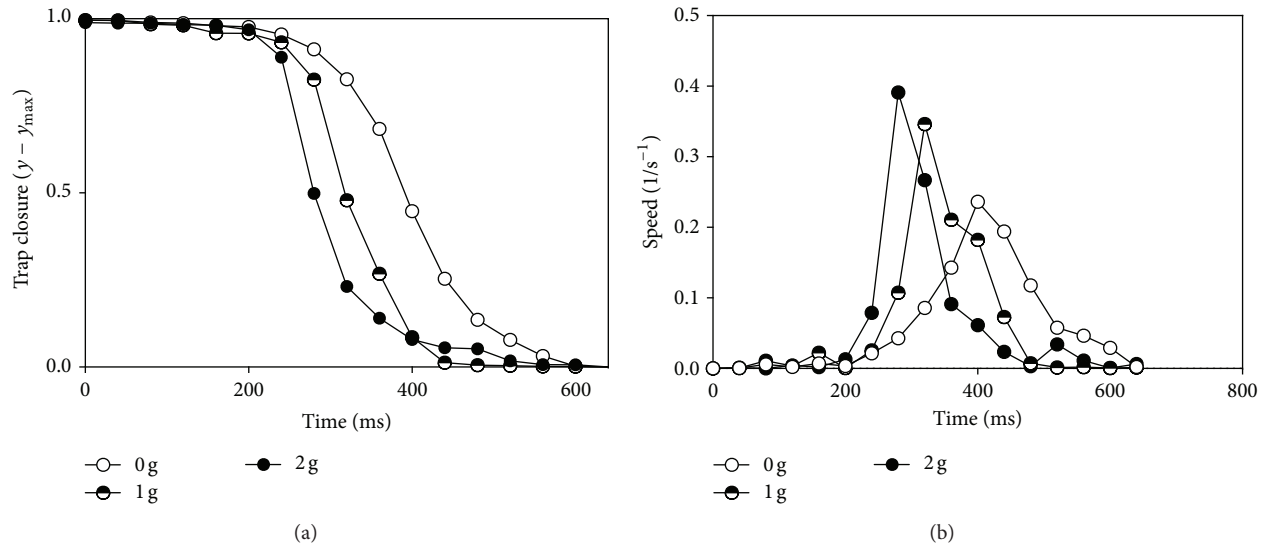 1.0
0.5
0.0
Trap closure (y − ymax)
0
200
400
600
Time (ms)
0 g
2 g
1 g
(a)
0.5
0.4
0.3
0.2
0.1
0.0
Speed (1/s⁻¹)
0
200
400
600
800
Time (ms)
0 g
2 g
1 g
(b)